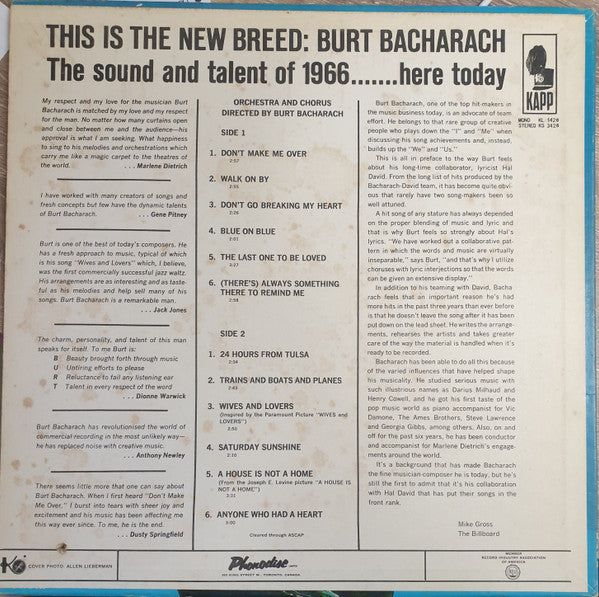 THIS IS THE NEW BREED: BURT BACHARACH
The sound and talent of 1966.......here today
KAPP
MONO KL 1428
STEREO KS 3428
My respect and my love for the musician Burt
Bacharach is matched by my love and my respect
for the man. No matter how many curtains open
and close between me and the audience—his
approval is what I am seeking. What happiness
to sing to his melodies and orchestrations which
carry me like a magic carpet to the theatres of
the world.
. . . Marlene Dietrich
I have worked with many creators of songs and
fresh concepts but few have the dynamic talents
of Burt Bacharach.
. . . Gene Pitney
Burt is one of the best of today's composers. He
has a fresh approach to music, typical of which
is his song "Wives and Lovers" which, I believe,
was the first commercially successful jazz waltz.
His arrangements are as interesting and as taste-
ful as his melodies and help sell many of his
songs. Burt Bacharach is a remarkable man.
. . . Jack Jones
The charm, personality, and talent of this man
speaks for itself. To me Burt is:
B Beauty brought forth through music
U Untiring efforts to please
R Reluctance to fail any listening ear
T Talent in every respect of the word
. . . Dionne Warwick
Burt Bacharach has revolutionised the world of
commercial recording in the most unlikely way—
he has replaced noise with creative music.
. . . Anthony Newley
There seems little more that one can say about
Burt Bacharach. When I first heard "Don't Make
Me Over," I burst into tears with sheer joy and
excitement and his music has been affecting me
this way ever since. To me, he is the end.
. . . Dusty Springfield
ORCHESTRA AND CHORUS
DIRECTED BY BURT BACHARACH
SIDE 1
1. DON'T MAKE ME OVER
2:57
2. WALK ON BY
2:55
3. DON'T GO BREAKING MY HEART
2:26
4. BLUE ON BLUE
2:01
5. THE LAST ONE TO BE LOVED
3:27
6. (THERE'S) ALWAYS SOMETHING
THERE TO REMIND ME
2:58
SIDE 2
1. 24 HOURS FROM TULSA
2:04
2. TRAINS AND BOATS AND PLANES
2:43
3. WIVES AND LOVERS
(Inspired by the Paramount Picture "WIVES and
LOVERS")
2:50
4. SATURDAY SUNSHINE
2:10
5. A HOUSE IS NOT A HOME
(From the Joseph E. Levine picture "A HOUSE IS
NOT A HOME")
3:31
6. ANYONE WHO HAD A HEART
3:00
Cleared through ASCAP
Burt Bacharach, one of the top hit-makers in
the music business today, is an advocate of team
effort. He belongs to that rare group of creative
people who plays down the "I" and "Me" when
discussing his song achievements and, instead,
builds up the "We" and "Us."
This is all in preface to the way Burt feels
about his long-time collaborator, lyricist Hal
David. From the long list of hits produced by the
Bacharach-David team, it has become quite obvi-
ous that rarely have two song-makers been so
well attuned.
A hit song of any stature has always depended
on the proper blending of music and lyric and
that is why Burt feels so strongly about Hal's
lyrics. "We have worked out a collaborative pat-
tern in which the words and music are virtually
inseparable," says Burt, "and that's why I utilize
choruses with lyric interjections so that the words
can be given an extensive display."
In addition to his teaming with David, Bacha-
rach feels that an important reason he's had
more hits in the past three years than ever before
is that he doesn't leave the song after it has been
put down on the lead sheet. He writes the arrange-
ments, rehearses the artists and takes greater
care of the way the material is handled when it's
ready to be recorded.
Bacharach has been able to do all this because
of the varied influences that have helped shape
his musicality. He studied serious music with
such illustrious names as Darius Milhaud and
Henry Cowell, and he got his first taste of the
pop music world as piano accompanist for Vic
Damone, The Ames Brothers, Steve Lawrence
and Georgia Gibbs, among others. Also, on and
off for the past six years, he has been conductor
and accompanist for Marlene Dietrich's engage-
ments around the world.
It's a background that has made Bacharach
the fine musician composer he is today, but he's
still the first to admit that it's his collaboration
with Hal David that has put their songs in the
front rank.
Mike Gross
The Billboard
COVER PHOTO: ALLEN LIEBERMAN
Phonodisc
TORONTO, CANADA
MEMBER
RECORD INDUSTRY ASSOCIATION
OF AMERICA